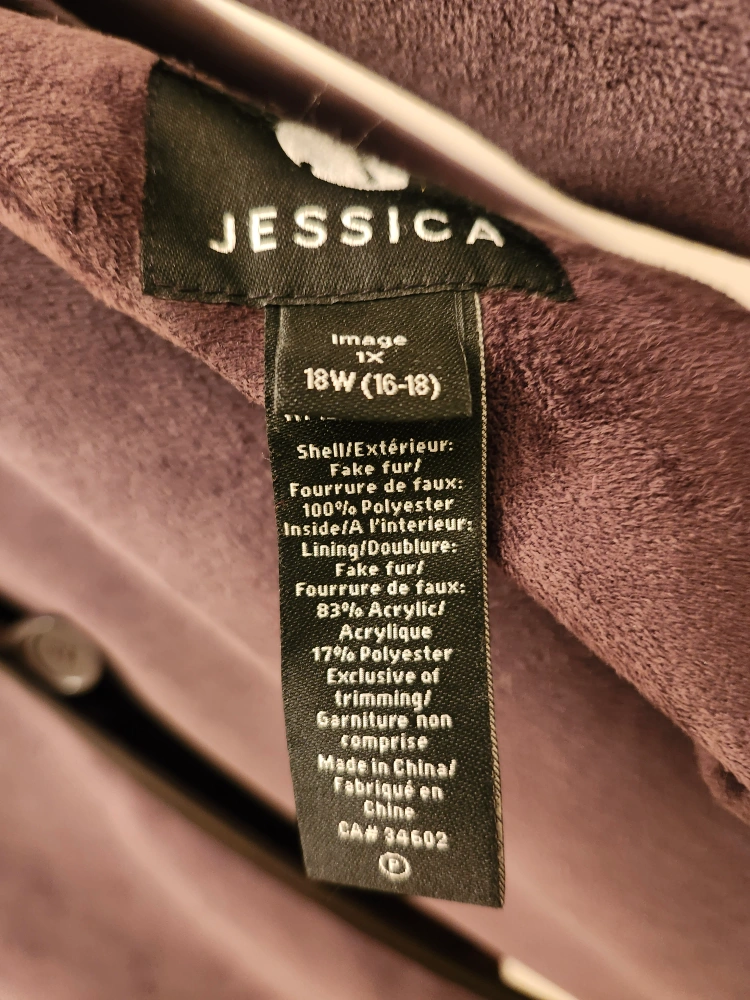 JESSICA
Image
1X
18W (16-18)
Shell/Extérieur:
Fake fur/
Fourrure de faux:
100% Polyester
Inside/A l'interieur:
Lining/Doublure:
Fake fur/
Fourrure de faux:
83% Acrylic/
Acrylique
17% Polyester
Exclusive of
trimming/
Garniture non
comprise
Made in China/
Fabriqué en
Chine
CA# 34602
P